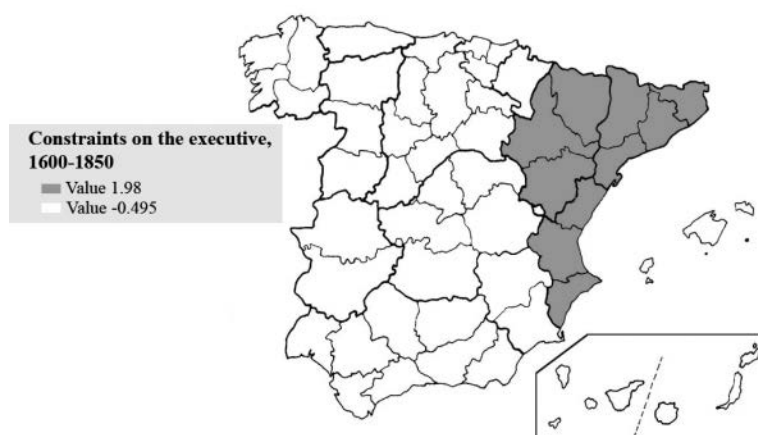 Constraints on the executive,
1600-1850
Value 1.98
Value -0.495